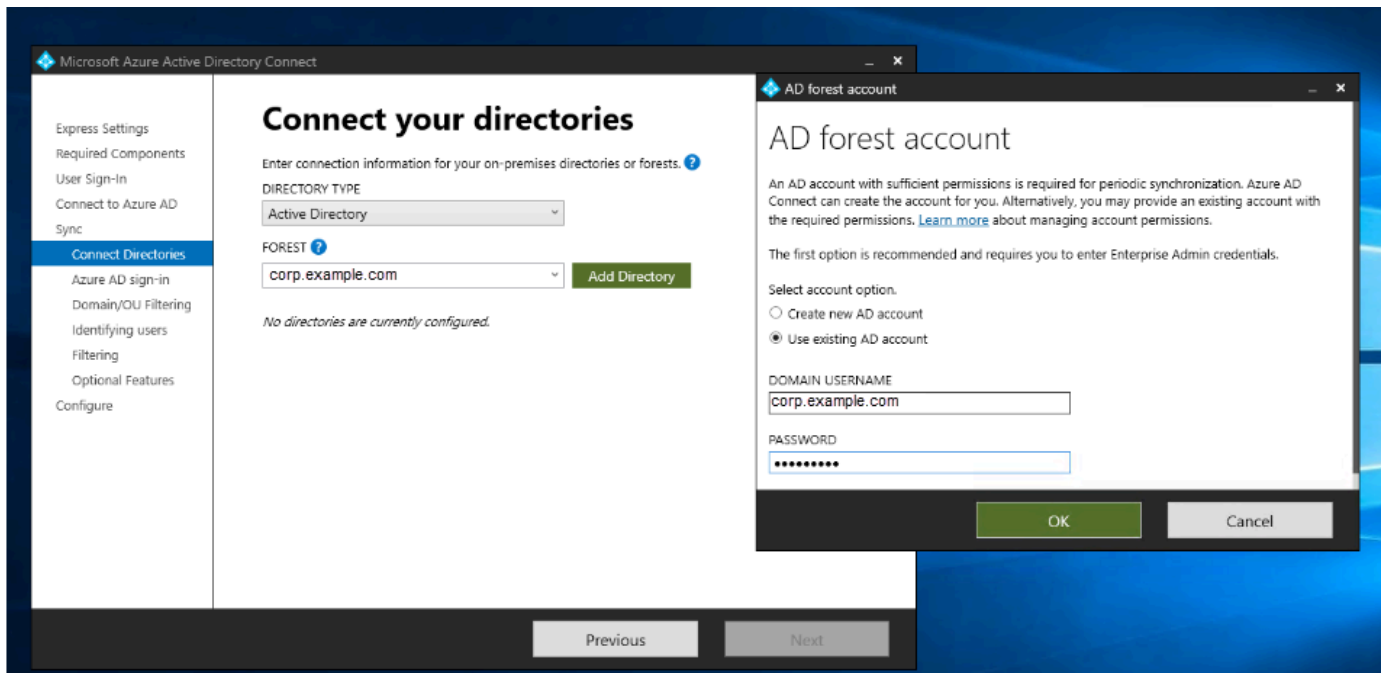 Microsoft Azure Active Directory Connect
Express Settings
Required Components
User Sign-In
Connect to Azure AD
Sync
Connect Directories
Azure AD sign-in
Domain/OU Filtering
Identifying users
Filtering
Optional Features
Configure
Connect your directories
Enter connection information for your on-premises directories or forests. ?
DIRECTORY TYPE
Active Directory
FOREST ?
corp.example.com
Add Directory
No directories are currently configured.
Previous
Next
AD forest account
AD forest account
An AD account with sufficient permissions is required for periodic synchronization. Azure AD
Connect can create the account for you. Alternatively, you may provide an existing account with
the required permissions. Learn more about managing account permissions.
The first option is recommended and requires you to enter Enterprise Admin credentials.
Select account option.
Create new AD account
Use existing AD account
DOMAIN USERNAME
corp.example.com
PASSWORD
•••••••••
OK
Cancel